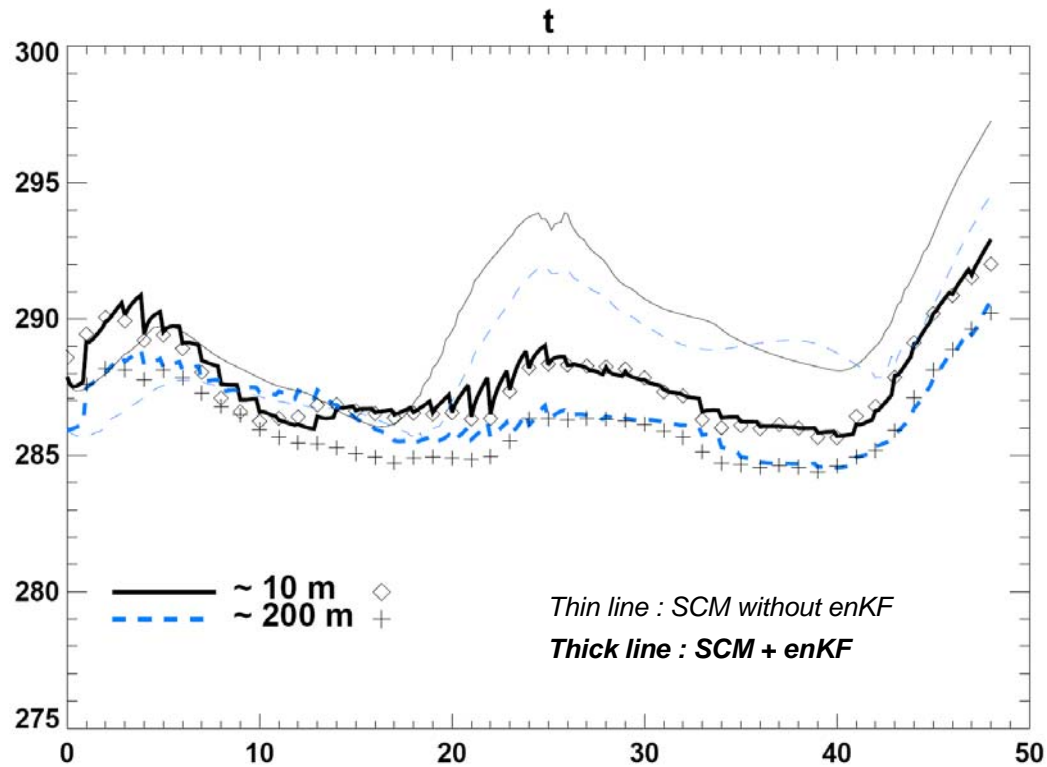 t
300
295
290
285
280
275
~ 10 m
~ 200 m
Thin line : SCM without enKF
Thick line : SCM + enKF
0 10 20 30 40 50